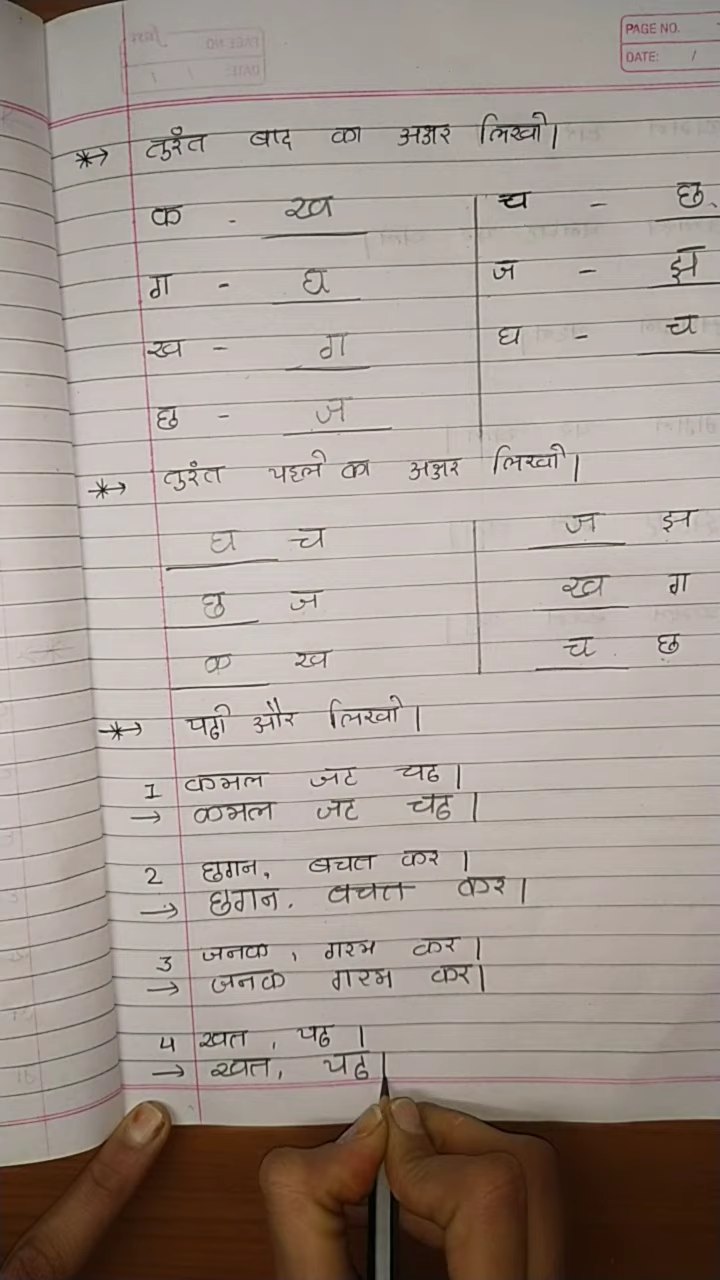 PAGE NO.
DATE: /
*→ तुरंत बाद का अक्षर लिखो।
क - ख च - छ
ग - घ ज - झ
ख - ग घ - च
छ - ज
*→ तुरंत पहले का अक्षर लिखो।
घ च ज झ
छ ज ख ग
क ख च छ
*→ पढ़ो और लिखो।
1 कमल जट चढ।
→ कमल जट चढ।
2 छगन, बचत कर।
→ छगन. बचत कर।
3 जनक, गरम कर।
→ जनक गरम कर।
4 खत, पढ।
→ खत, पढ।